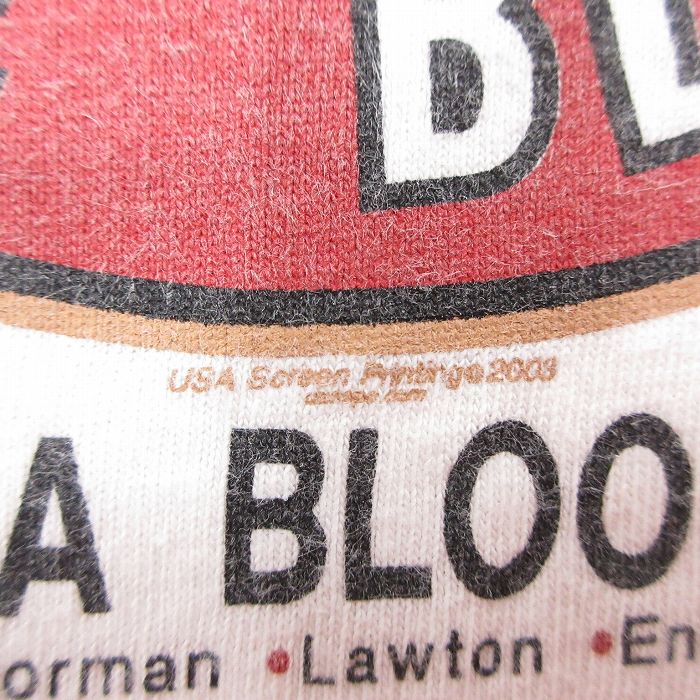 B
USA Screen Printing©2003
A BLOO
orman •Lawton •En